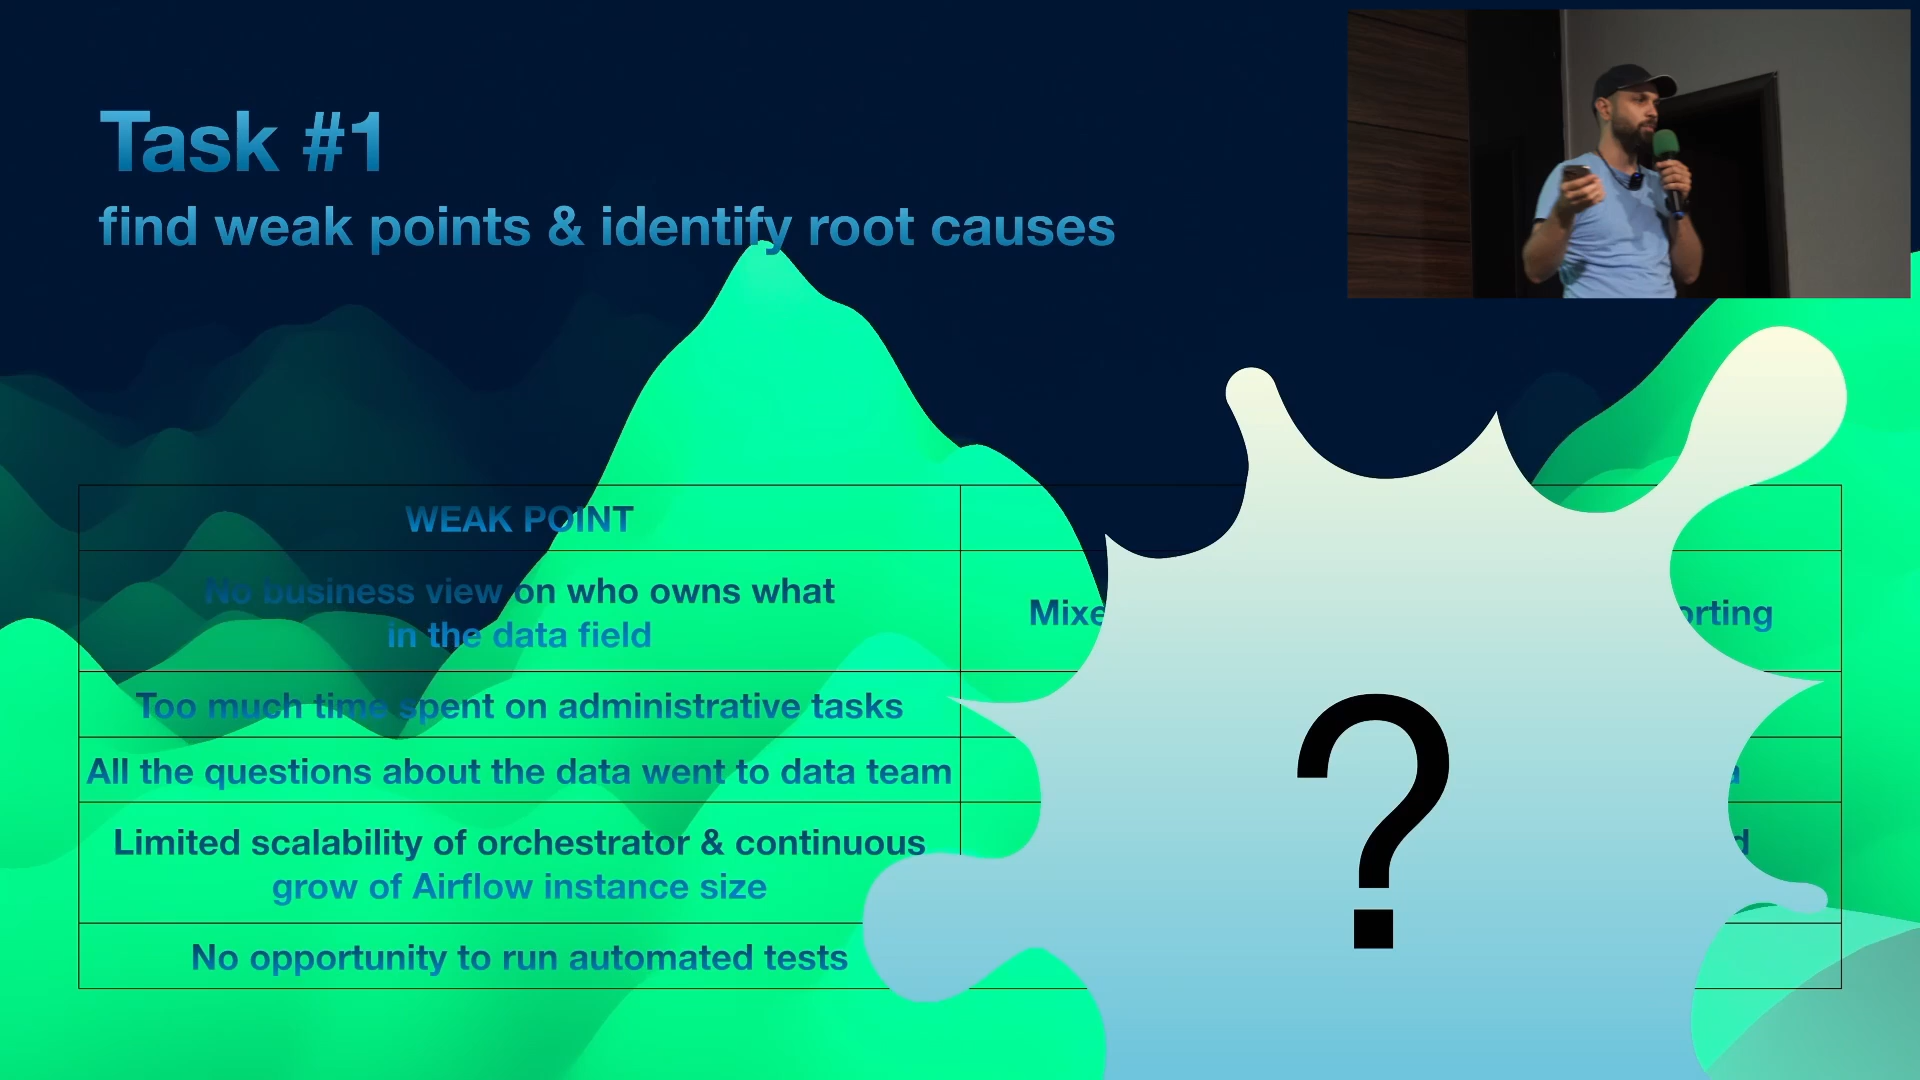 Task #1
find weak points & identify root causes
WEAK POINT
No business view on who owns what
in the data field
Too much time spent on administrative tasks
All the questions about the data went to data team
Limited scalability of orchestrator & continuous
grow of Airflow instance size
No opportunity to run automated tests
?